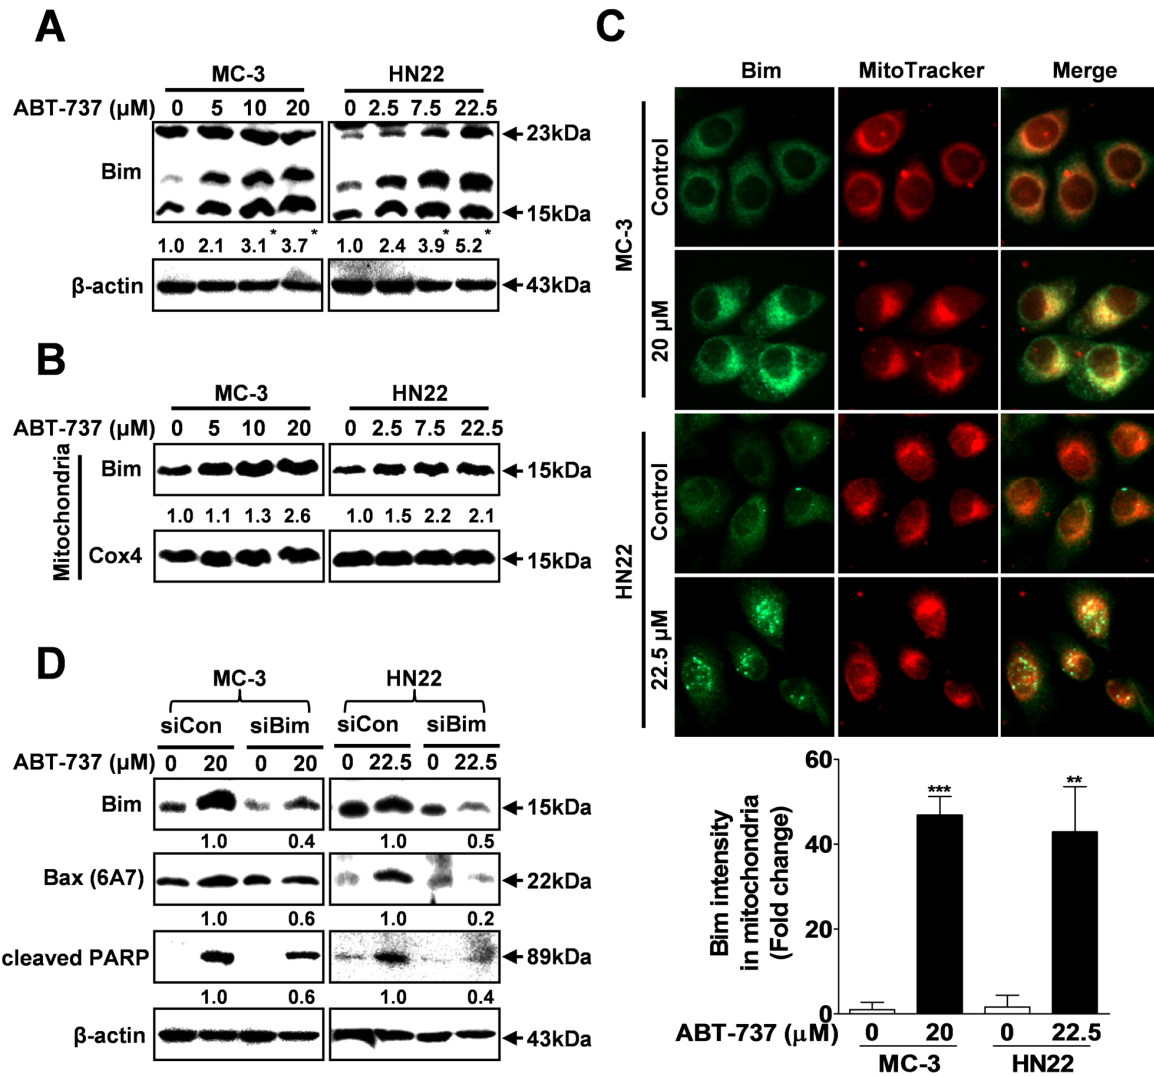 A
MC-3 HN22
ABT-737 (µM) 0 5 10 20 0 2.5 7.5 22.5
Bim 23kDa
15kDa
1.0 2.1 3.1* 3.7* 1.0 2.4 3.9* 5.2*
β-actin 43kDa
B
MC-3 HN22
ABT-737 (µM) 0 5 10 20 0 2.5 7.5 22.5
Mitochondria
Bim 15kDa
1.0 1.1 1.3 2.6 1.0 1.5 2.2 2.1
Cox4 15kDa
C
Bim MitoTracker Merge
MC-3
Control
20 µM
HN22
Control
22.5 µM
60
40
20
0
Bim intensity
in mitochondria
(Fold change)
*** **
ABT-737 (µM) 0 20 0 22.5
MC-3 HN22
D
MC-3 HN22
siCon siBim siCon siBim
ABT-737 (µM) 0 20 0 20 0 22.5 0 22.5
Bim 15kDa
1.0 0.4 1.0 0.5
Bax (6A7) 22kDa
1.0 0.6 1.0 0.2
cleaved PARP 89kDa
1.0 0.6 1.0 0.4
β-actin 43kDa